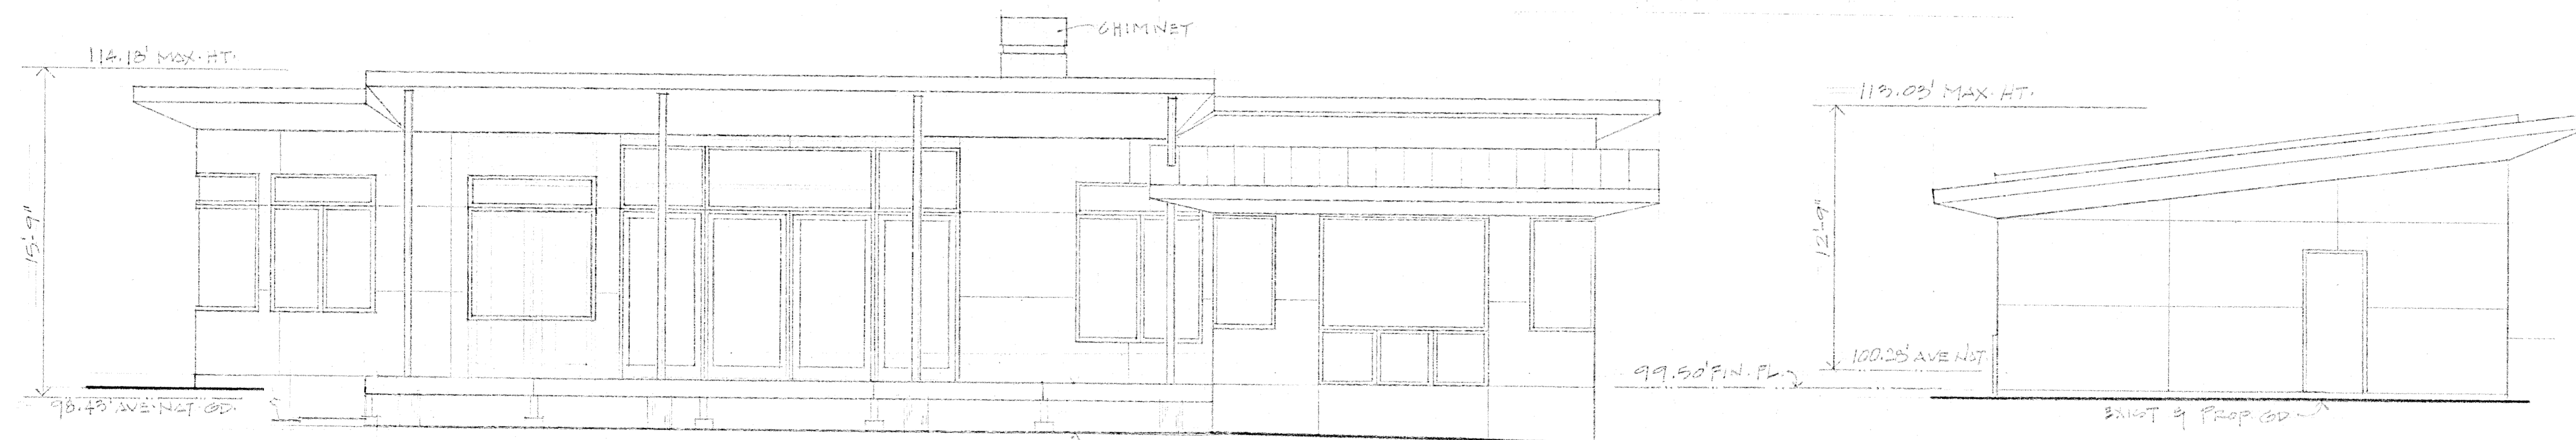 CHIMNEY
114.18' MAX. HT.
113.03' MAX. HT.
15'-9"
12'-9"
100.28' AVE NAT.
99.50' FIN. FL.
98.43' AVE. NAT. GD.
EXIST & PROP. GD